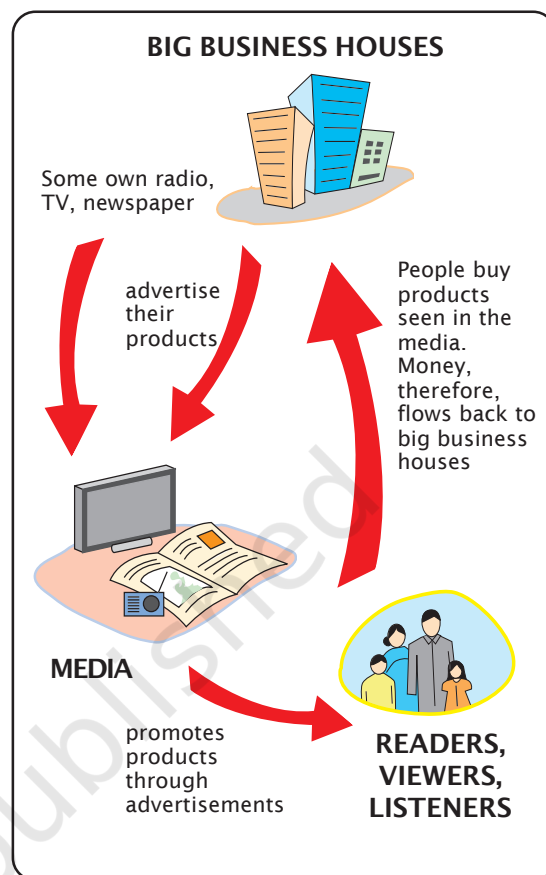 BIG BUSINESS HOUSES
Some own radio,
TV, newspaper
advertise
their
products
People buy
products
seen in the
media.
Money,
therefore,
flows back to
big business
houses
MEDIA
promotes
products
through
advertisements
READERS,
VIEWERS,
LISTENERS
published